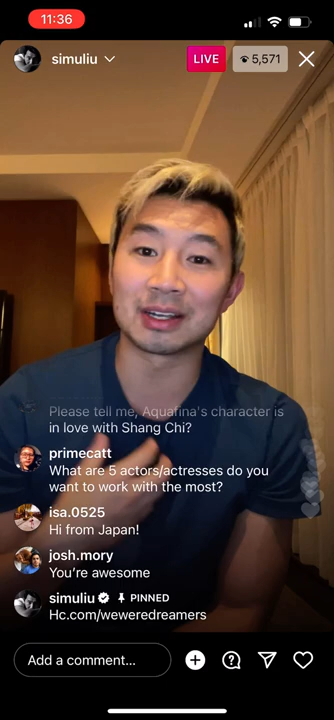 11:36
simuliu
LIVE
5,571
Please tell me, Aquafina's character is
in love with Shang Chi?
primecatt
What are 5 actors/actresses do you
want to work with the most?
isa.0525
Hi from Japan!
josh.mory
You're awesome
simuliu PINNED
Hc.com/weweredreamers
Add a comment...